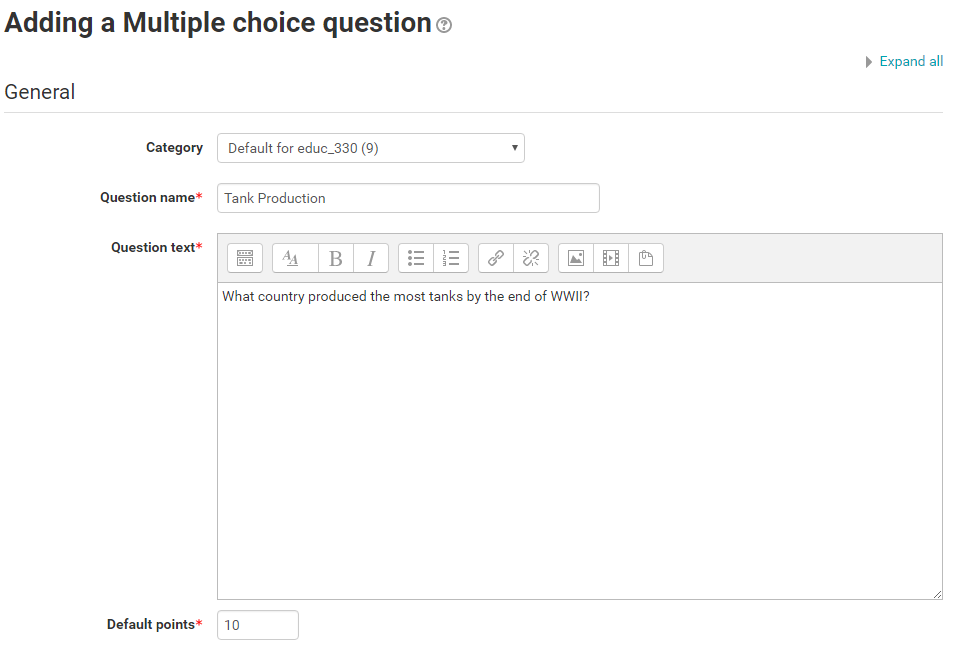 Adding a Multiple choice question
Expand all
General
Category Default for educ_330 (9)
Question name* Tank Production
Question text*
What country produced the most tanks by the end of WWII?
Default points* 10